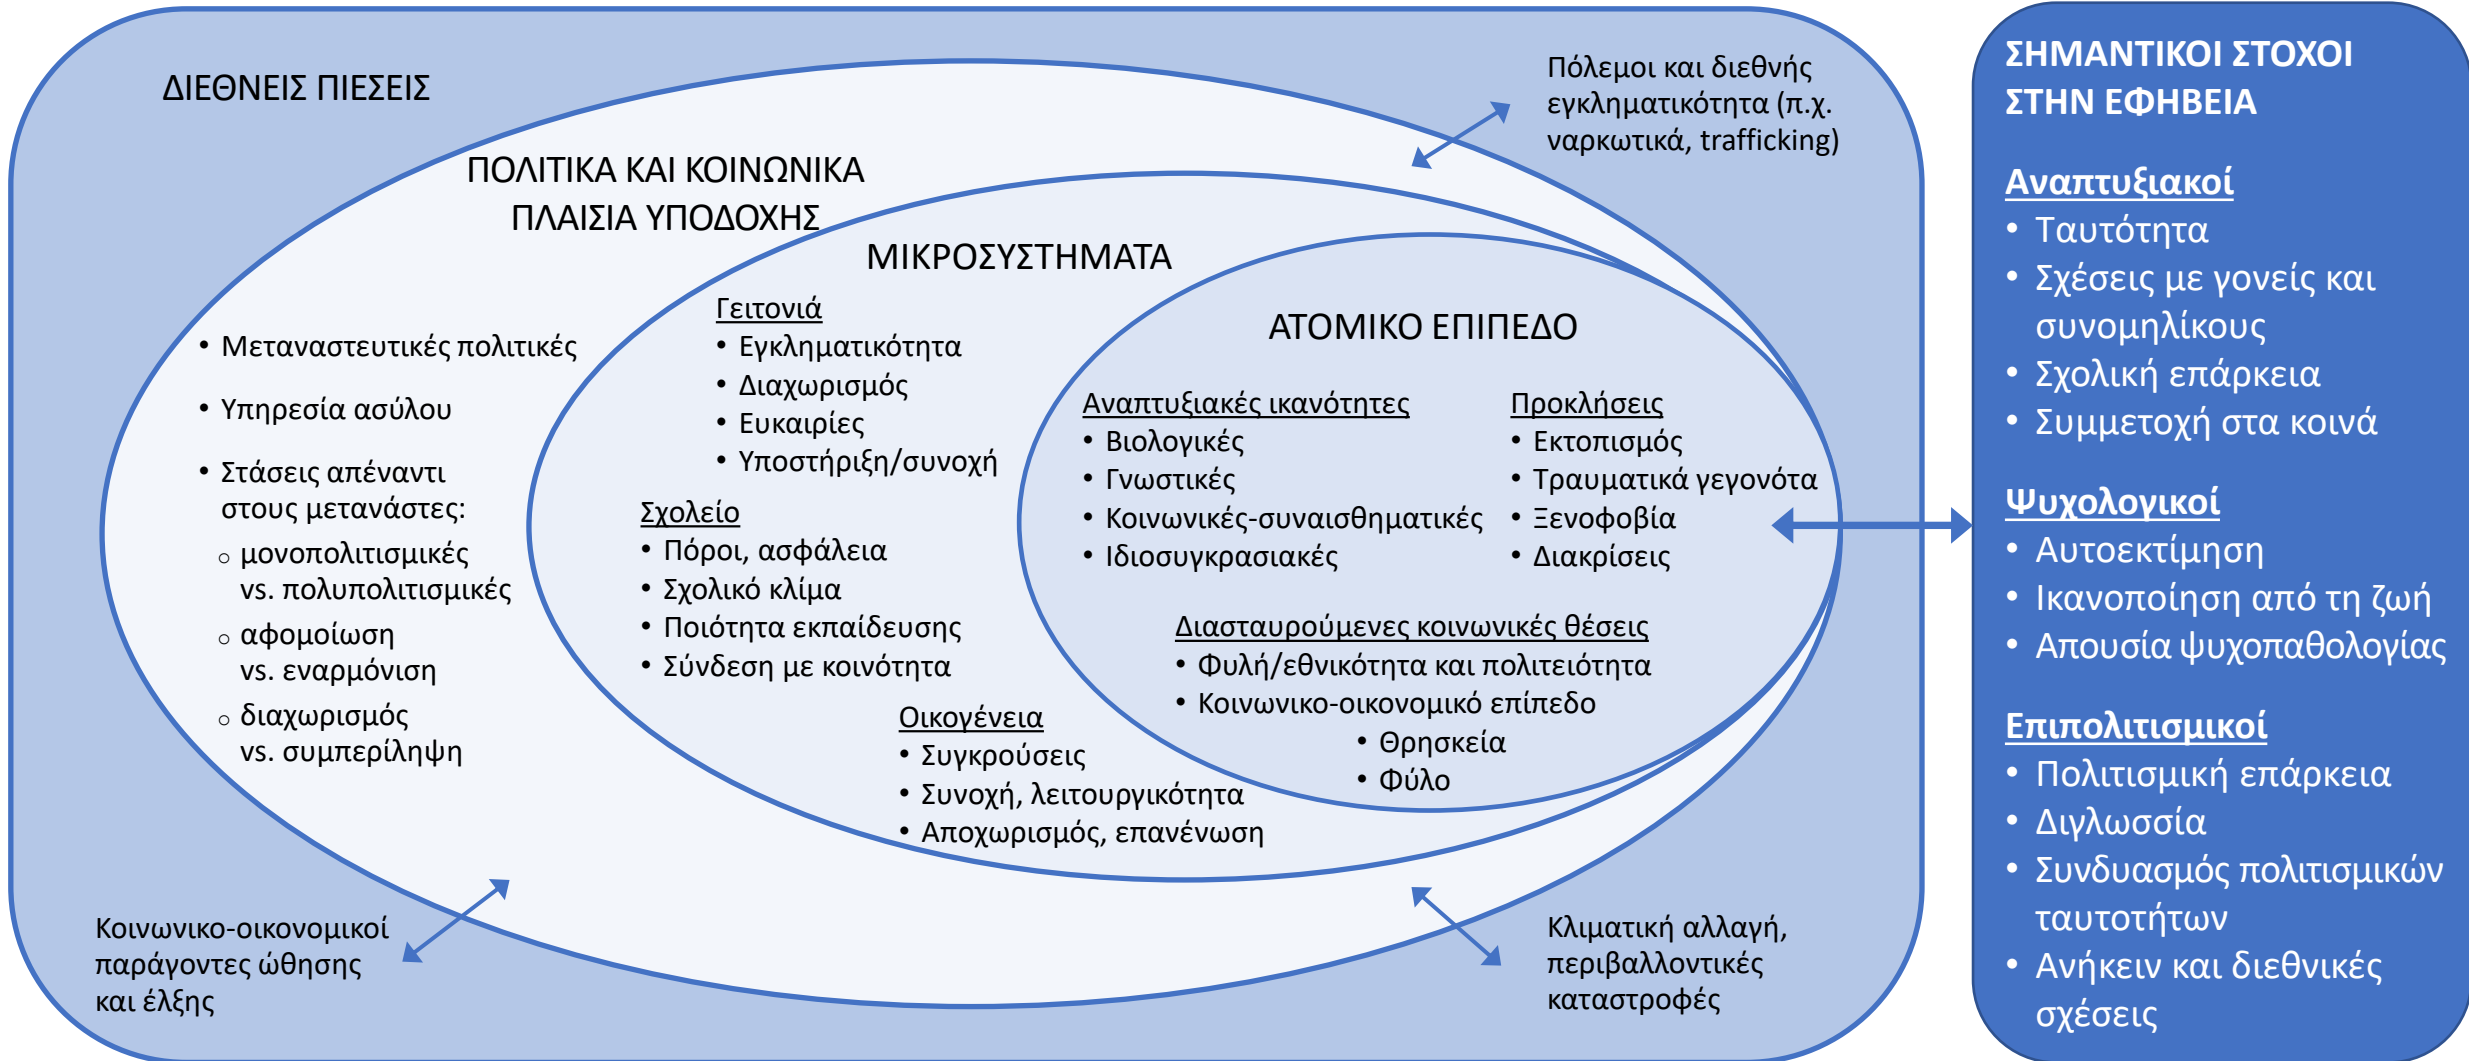 ΔΙΕΘΝΕΙΣ ΠΙΕΣΕΙΣ
Πόλεμοι και διεθνής
εγκληματικότητα (π.χ.
ναρκωτικά, trafficking)
ΠΟΛΙΤΙΚΑ ΚΑΙ ΚΟΙΝΩΝΙΚΑ
ΠΛΑΙΣΙΑ ΥΠΟΔΟΧΗΣ
• Μεταναστευτικές πολιτικές
• Υπηρεσία ασύλου
• Στάσεις απέναντι
στους μετανάστες:
○ μονοπολιτισμικές
vs. πολυπολιτισμικές
○ αφομοίωση
vs. εναρμόνιση
○ διαχωρισμός
vs. συμπερίληψη
ΜΙΚΡΟΣΥΣΤΗΜΑΤΑ
Γειτονιά
• Εγκληματικότητα
• Διαχωρισμός
• Ευκαιρίες
• Υποστήριξη/συνοχή
Σχολείο
• Πόροι, ασφάλεια
• Σχολικό κλίμα
• Ποιότητα εκπαίδευσης
• Σύνδεση με κοινότητα
Οικογένεια
• Συγκρούσεις
• Συνοχή, λειτουργικότητα
• Αποχωρισμός, επανένωση
ΑΤΟΜΙΚΟ ΕΠΙΠΕΔΟ
Αναπτυξιακές ικανότητες
• Βιολογικές
• Γνωστικές
• Κοινωνικές-συναισθηματικές
• Ιδιοσυγκρασιακές
Προκλήσεις
• Εκτοπισμός
• Τραυματικά γεγονότα
• Ξενοφοβία
• Διακρίσεις
Διασταυρούμενες κοινωνικές θέσεις
• Φυλή/εθνικότητα και πολιτειότητα
• Κοινωνικο-οικονομικό επίπεδο
• Θρησκεία
• Φύλο
Κοινωνικο-οικονομικοί
παράγοντες ώθησης
και έλξης
Κλιματική αλλαγή,
περιβαλλοντικές
καταστροφές
ΣΗΜΑΝΤΙΚΟΙ ΣΤΟΧΟΙ
ΣΤΗΝ ΕΦΗΒΕΙΑ
Αναπτυξιακοί
• Ταυτότητα
• Σχέσεις με γονείς και
συνομηλίκους
• Σχολική επάρκεια
• Συμμετοχή στα κοινά
Ψυχολογικοί
• Αυτοεκτίμηση
• Ικανοποίηση από τη ζωή
• Απουσία ψυχοπαθολογίας
Επιπολιτισμικοί
• Πολιτισμική επάρκεια
• Διγλωσσία
• Συνδυασμός πολιτισμικών
ταυτοτήτων
• Ανήκειν και διεθνικές
σχέσεις